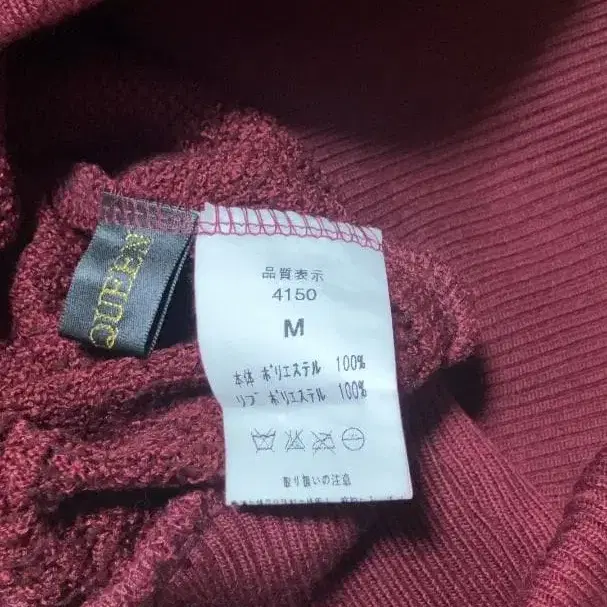 QUEEN
品質表示
4150
M
本体 ポリエステル 100%
リブ ポリエステル 100%
取り扱いの注意